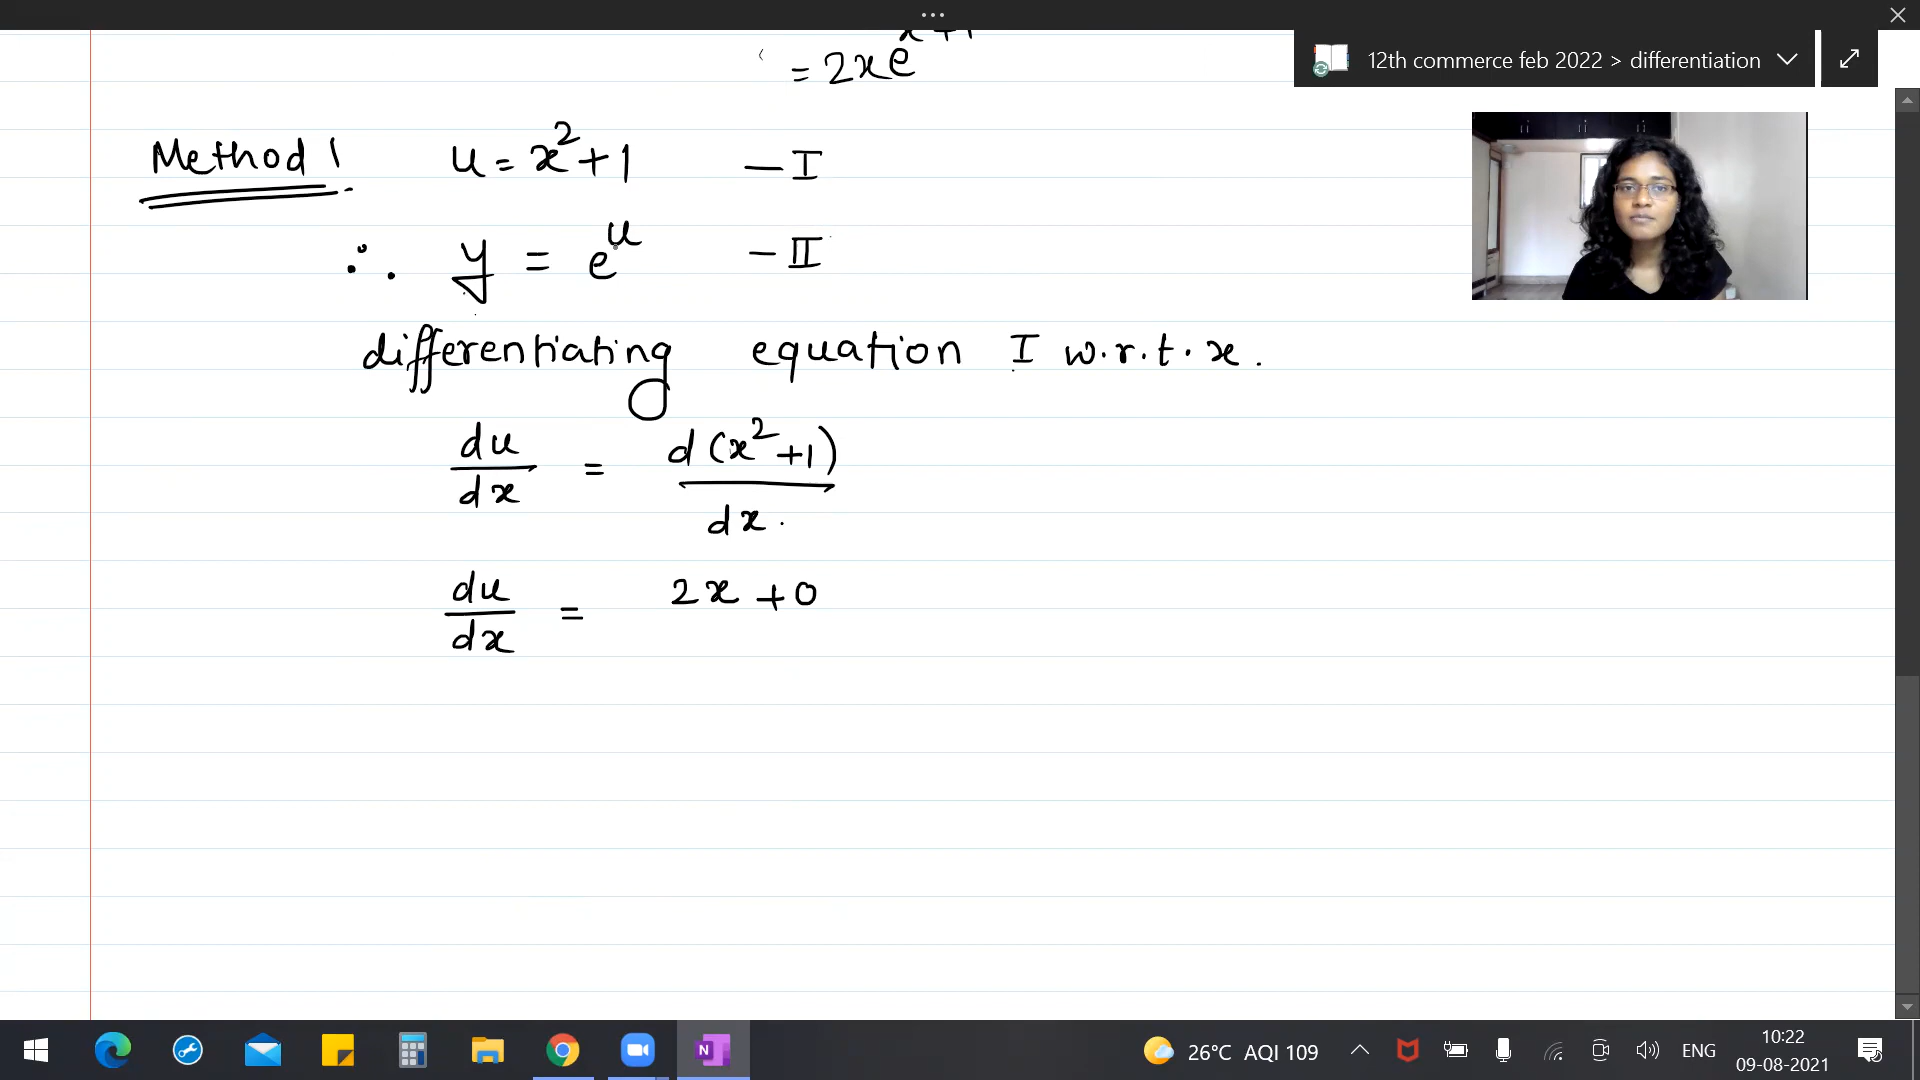 = 2xe^x+1
12th commerce feb 2022 > differentiation
Method 1 u = x² + 1 — I
∴ y = e^u — II
differentiating equation I w.r.t. x.
du/dx = d(x²+1)/dx.
du/dx = 2x + 0
26°C AQI 109
ENG
10:22
09-08-2021